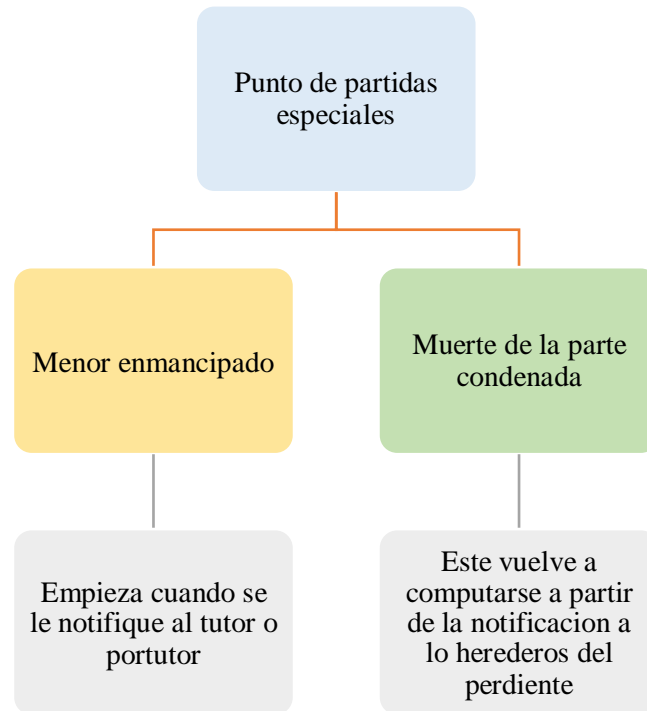 Punto de partidas
especiales
Menor enmancipado
Muerte de la parte
condenada
Empieza cuando se
le notifique al tutor o
portutor
Este vuelve a
computarse a partir
de la notificacion a
lo herederos del
perdiente